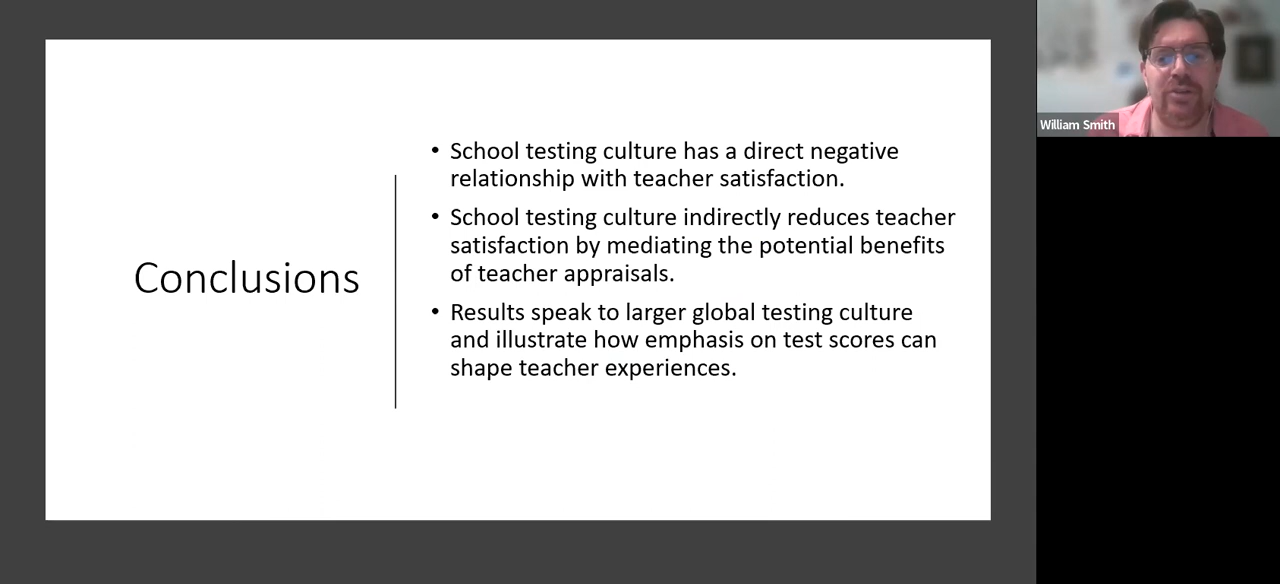 Conclusions
• School testing culture has a direct negative
relationship with teacher satisfaction.
• School testing culture indirectly reduces teacher
satisfaction by mediating the potential benefits
of teacher appraisals.
• Results speak to larger global testing culture
and illustrate how emphasis on test scores can
shape teacher experiences.
William Smith